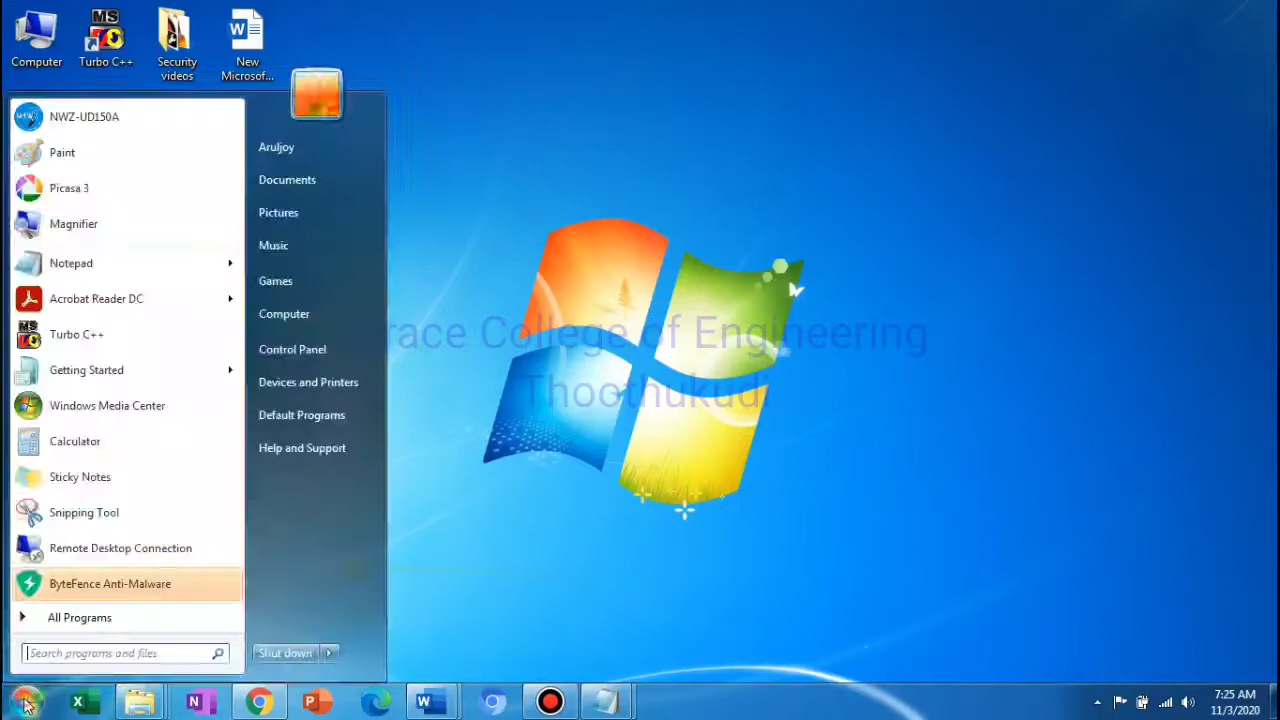 Computer
Turbo C++
Security
videos
New
Microsof...
NWZ-UD150A
Paint
Picasa 3
Magnifier
Notepad
Acrobat Reader DC
Turbo C++
Getting Started
Windows Media Center
Calculator
Sticky Notes
Snipping Tool
Remote Desktop Connection
ByteFence Anti-Malware
All Programs
Search programs and files
Aruljoy
Documents
Pictures
Music
Games
Computer
Control Panel
Devices and Printers
Default Programs
Help and Support
Shut down
race College of Engineering
Thoothukudi
7:25 AM
11/3/2020